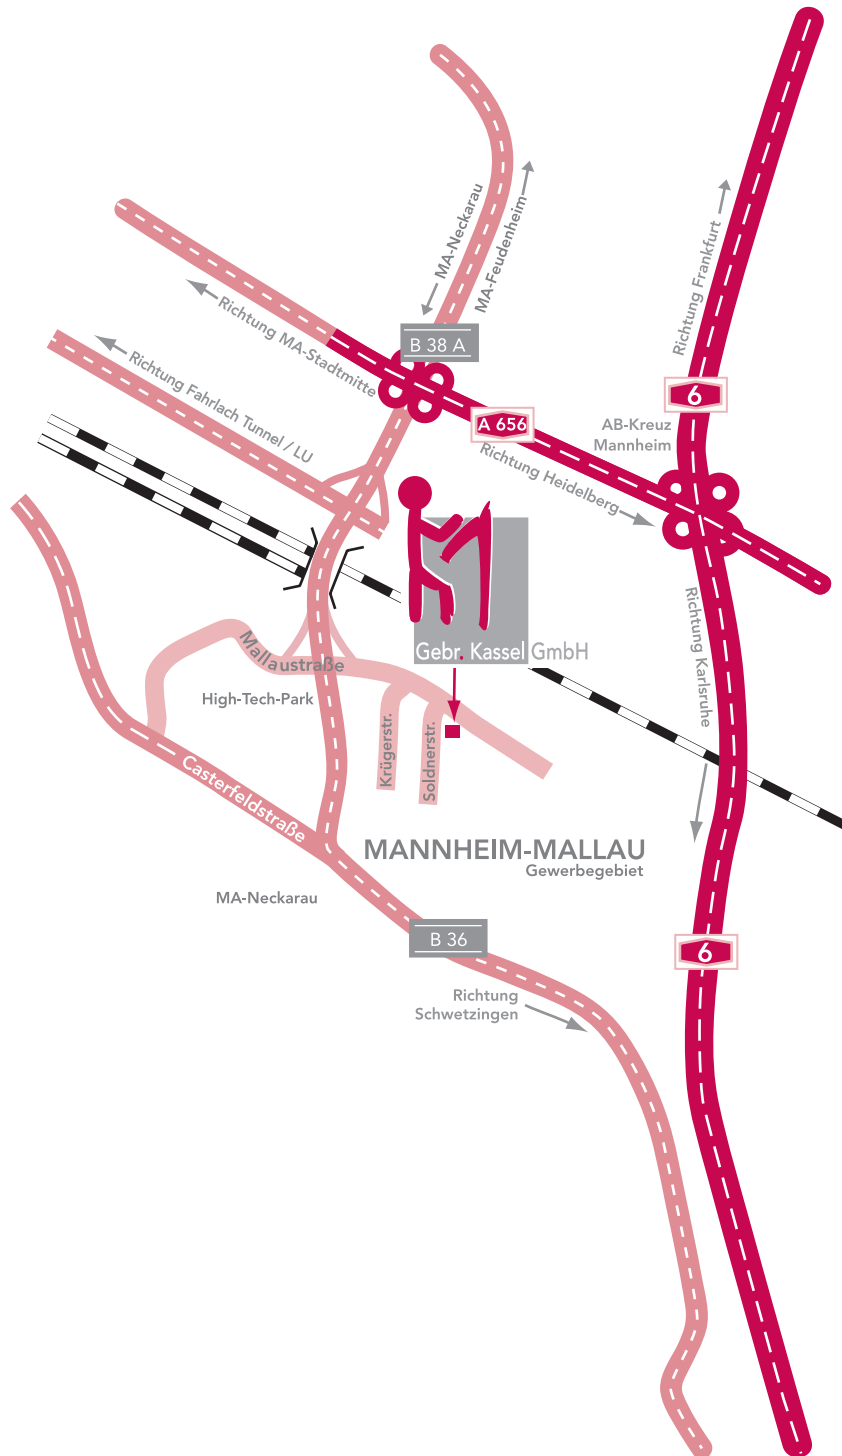 MA-Neckarau
MA-Feudenheim
Richtung Frankfurt
Richtung MA-Stadtmitte
B 38 A
Richtung Fahrlach Tunnel / LU
6
A 656
AB-Kreuz
Mannheim
Richtung Heidelberg
Richtung Karlsruhe
Mallaustraße
Gebr. Kassel GmbH
High-Tech-Park
Krügerstr.
Soldnerstr.
Casterfeldstraße
MANNHEIM-MALLAU
Gewerbegebiet
MA-Neckarau
B 36
6
Richtung
Schwetzingen